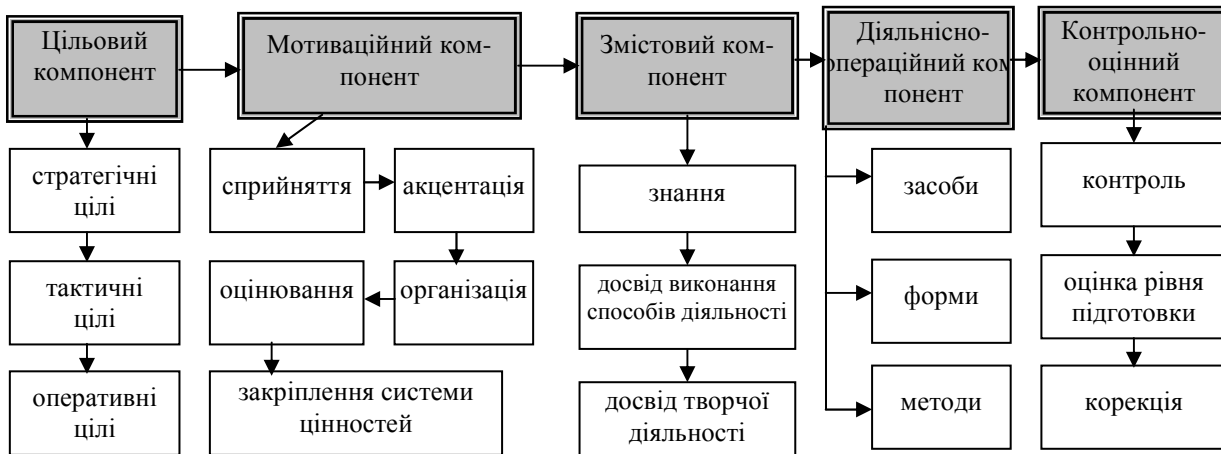 Цільовий
компонент
Мотиваційний ком-
понент
Змістовий ком-
понент
Діяльнісно-
операційний ком
понент
Контрольно-
оцінний
компонент
стратегічні
цілі
тактичні
цілі
оперативні
цілі
сприйняття
акцентація
оцінювання
організація
закріплення системи
цінностей
знання
досвід виконання
способів діяльності
досвід творчої
діяльності
засоби
форми
методи
контроль
оцінка рівня
підготовки
корекція